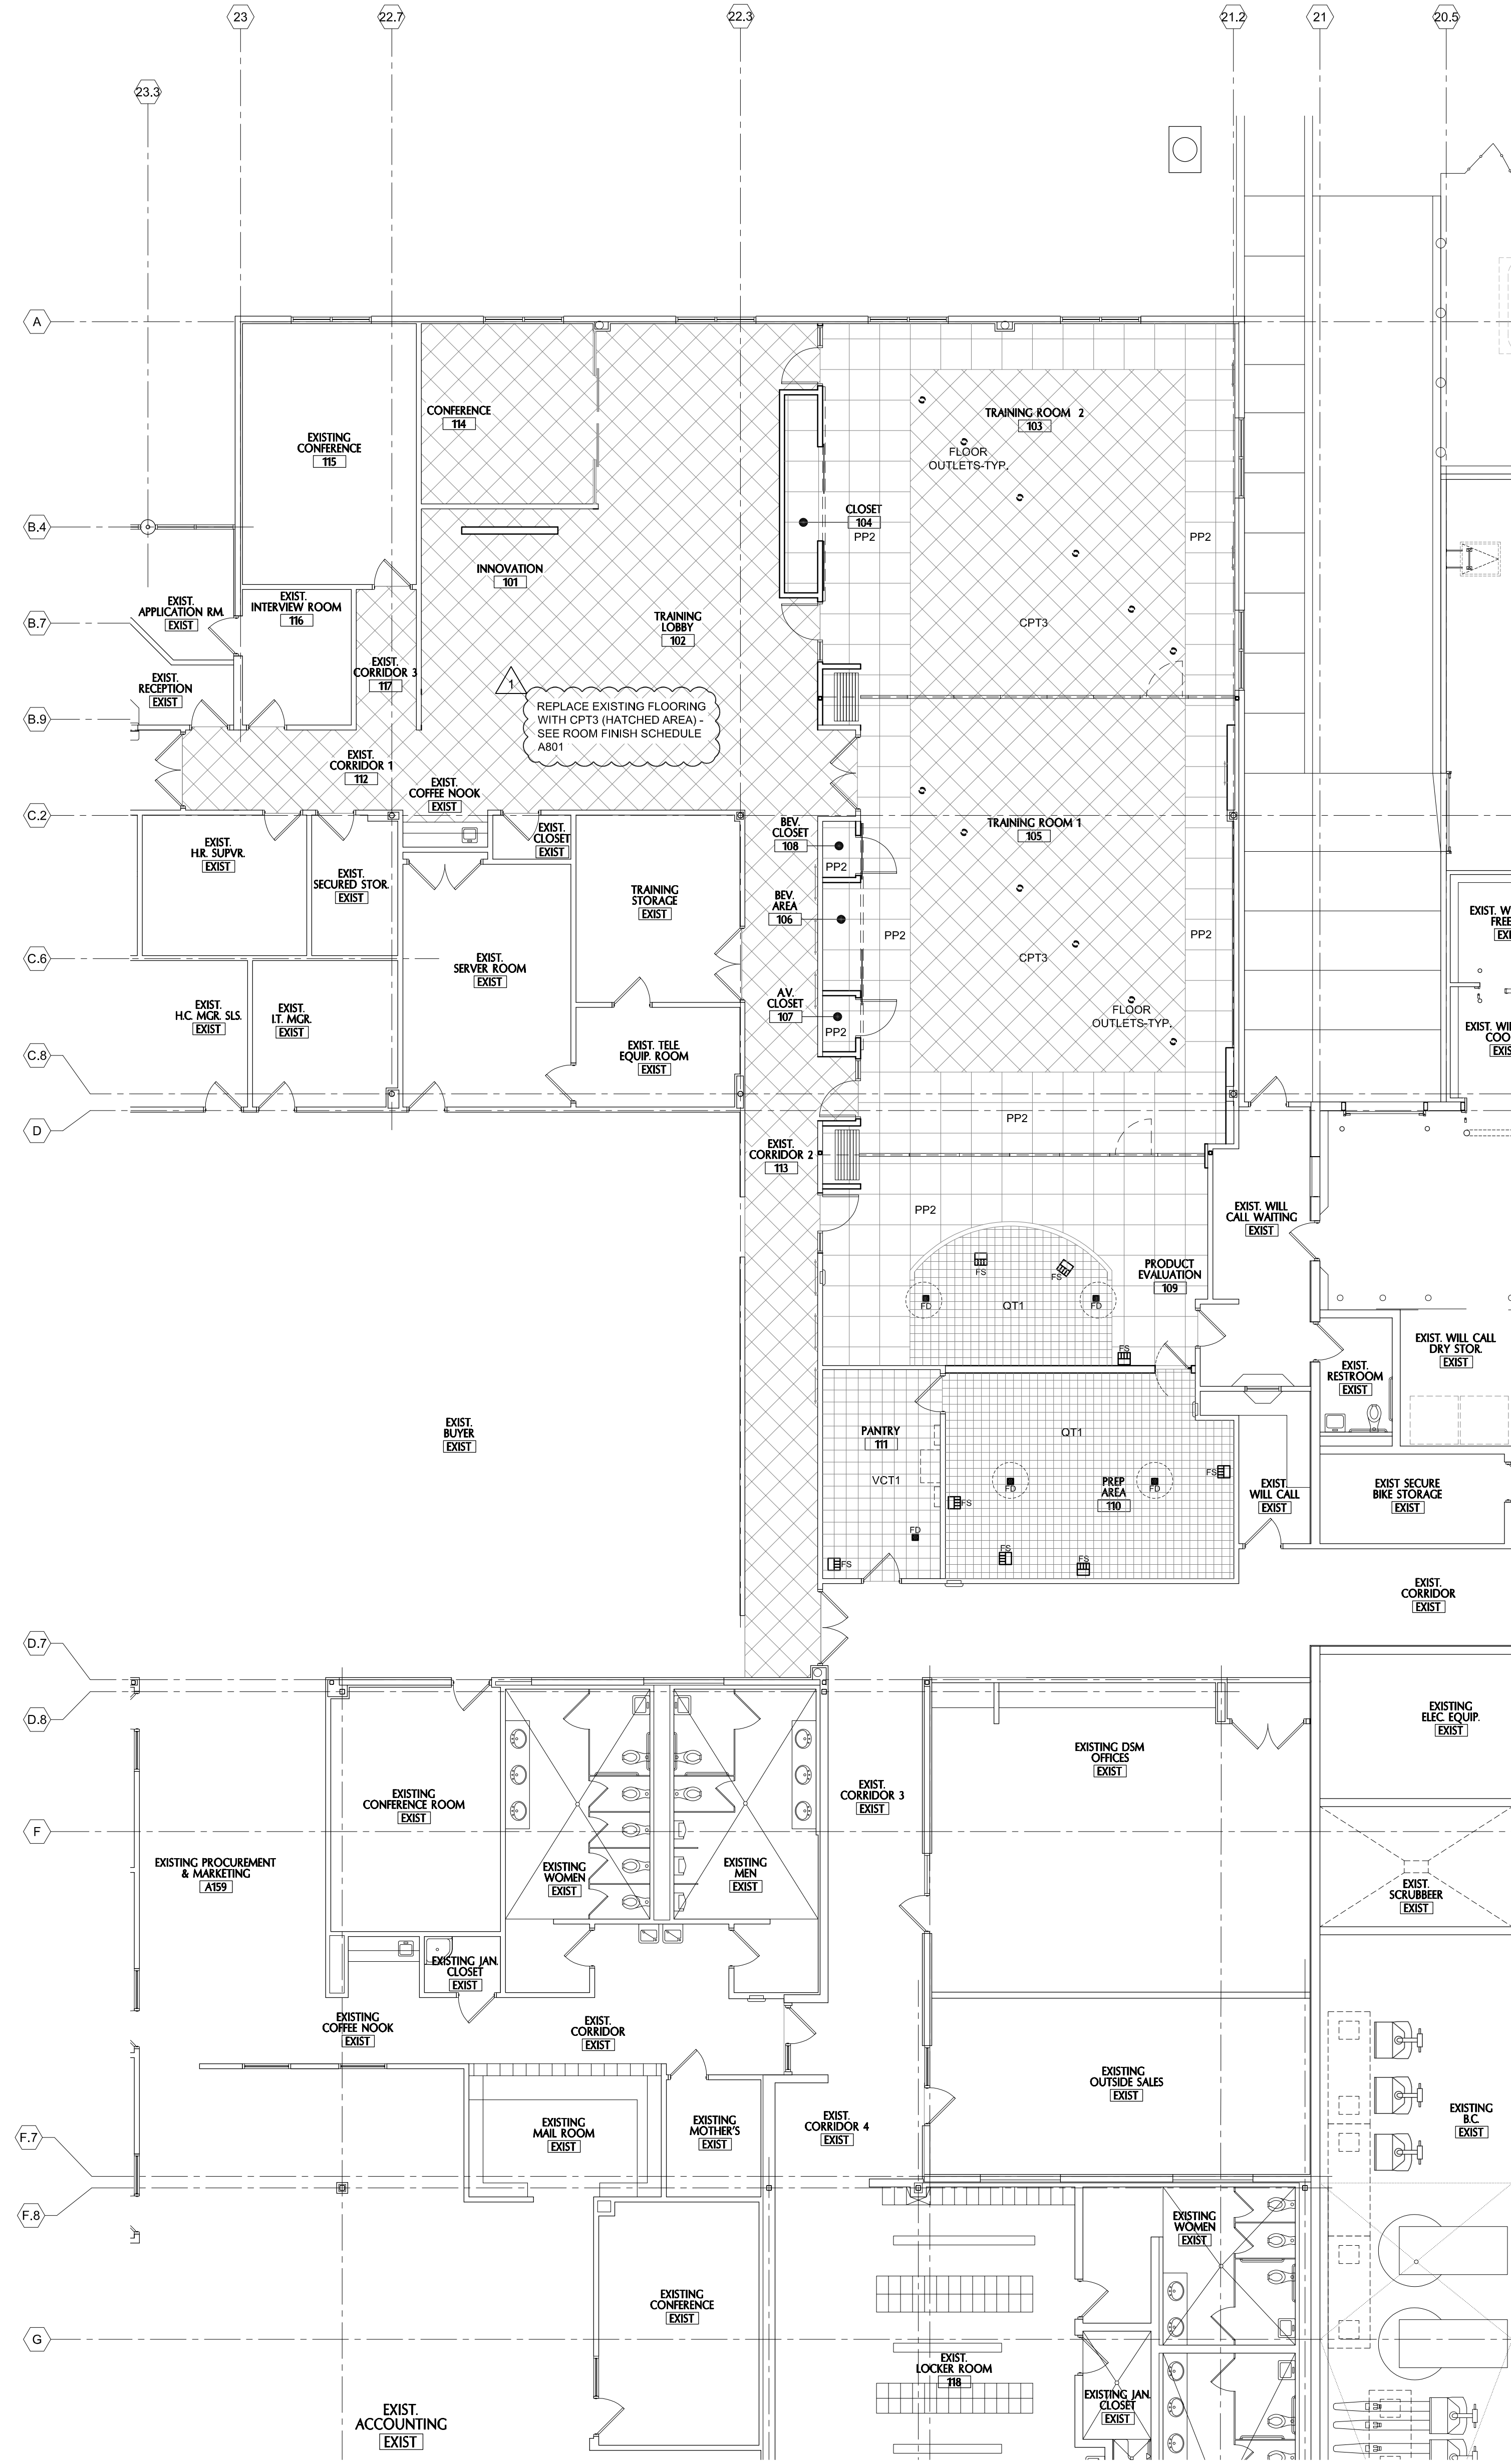 23
22.7
22.3
21.2
21
20.5
23.3
A
CONFERENCE
114
TRAINING ROOM 2
103
EXISTING
CONFERENCE
115
FLOOR
OUTLETS-TYP.
B.4
CLOSET
104
PP2
PP2
INNOVATION
101
EXIST.
APPLICATION RM.
EXIST
EXIST.
INTERVIEW ROOM
116
B.7
TRAINING
LOBBY
102
CPT3
EXIST.
RECEPTION
EXIST
EXIST.
CORRIDOR 3
117
1
REPLACE EXISTING FLOORING
WITH CPT3 (HATCHED AREA) -
SEE ROOM FINISH SCHEDULE
A801
B.9
EXIST.
CORRIDOR 1
112
EXIST.
COFFEE NOOK
EXIST
C.2
EXIST.
CLOSET
EXIST
BEV.
CLOSET
108
PP2
TRAINING ROOM 1
105
EXIST.
H.R. SUPVR.
EXIST
EXIST.
SECURED STOR.
EXIST
TRAINING
STORAGE
EXIST
BEV.
AREA
106
PP2
PP2
C.6
EXIST.
SERVER ROOM
EXIST
CPT3
EXIST.
H.C. MGR. SLS.
EXIST
EXIST.
I.T. MGR.
EXIST
A.V.
CLOSET
107
PP2
FLOOR
OUTLETS-TYP.
C.8
EXIST. TELE.
EQUIP. ROOM
EXIST
D
PP2
EXIST.
CORRIDOR 2
113
PP2
EXIST. WILL
CALL WAITING
EXIST
PRODUCT
EVALUATION
109
FS
FS
FD
QT1
FD
FS
EXIST.
RESTROOM
EXIST
EXIST. WILL CALL
DRY STOR.
EXIST
EXIST.
BUYER
EXIST
PANTRY
111
VCT1
QT1
FD
PREP
AREA
110
FD
FS
FS
FD
FS
FS
FS
EXIST.
WILL CALL
EXIST
EXIST SECURE
BIKE STORAGE
EXIST
EXIST.
CORRIDOR
EXIST
D.7
D.8
EXISTING
ELEC. EQUIP.
EXIST
EXISTING DSM
OFFICES
EXIST
EXISTING
CONFERENCE ROOM
EXIST
EXIST.
CORRIDOR 3
EXIST
F
EXISTING PROCUREMENT
& MARKETING
A159
EXISTING
WOMEN
EXIST
EXISTING
MEN
EXIST
EXIST.
SCRUBBEER
EXIST
EXISTING JAN.
CLOSET
EXIST
EXISTING
COFFEE NOOK
EXIST
EXIST.
CORRIDOR
EXIST
EXISTING
OUTSIDE SALES
EXIST
EXISTING
B.C.
EXIST
F.7
EXISTING
MAIL ROOM
EXIST
EXISTING
MOTHER'S
EXIST
EXIST.
CORRIDOR 4
EXIST
F.8
EXISTING
WOMEN
EXIST
EXISTING
CONFERENCE
EXIST
G
EXIST.
LOCKER ROOM
118
EXISTING JAN.
CLOSET
EXIST
EXIST.
ACCOUNTING
EXIST